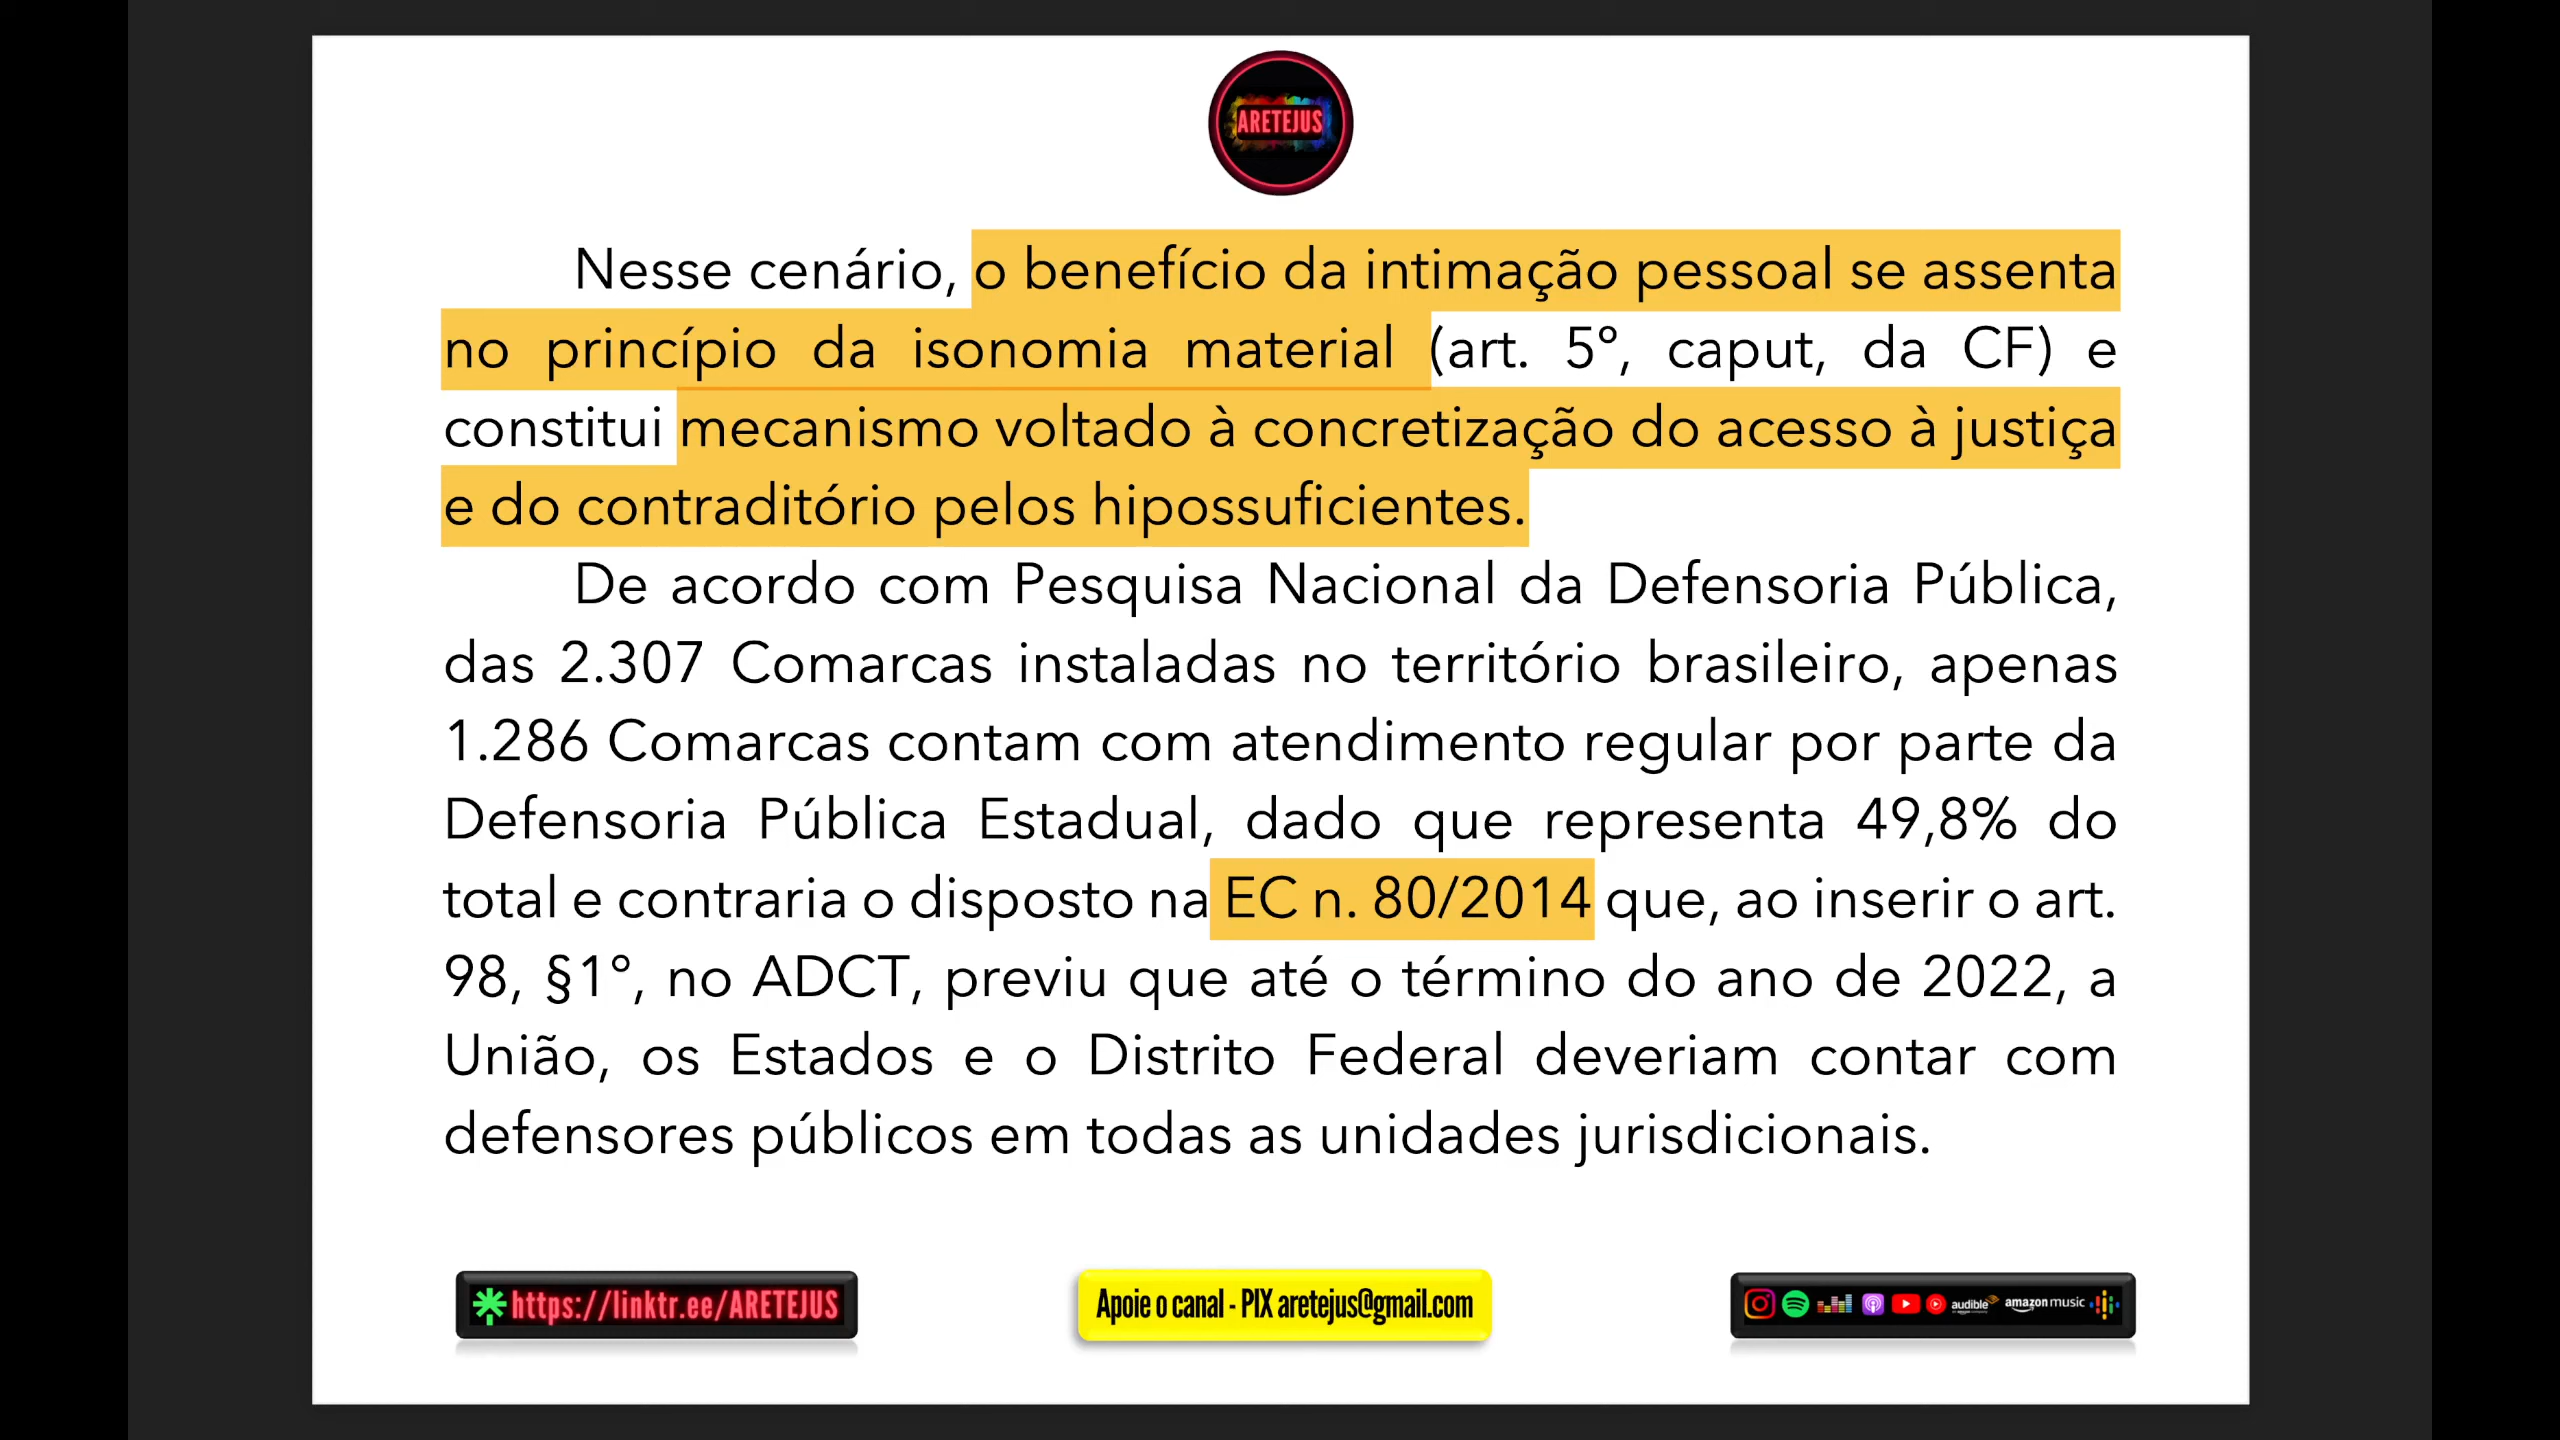 ARETEJUS
Nesse cenário, o benefício da intimação pessoal se assenta
no princípio da isonomia material (art. 5º, caput, da CF) e
constitui mecanismo voltado à concretização do acesso à justiça
e do contraditório pelos hipossuficientes.
De acordo com Pesquisa Nacional da Defensoria Pública,
das 2.307 Comarcas instaladas no território brasileiro, apenas
1.286 Comarcas contam com atendimento regular por parte da
Defensoria Pública Estadual, dado que representa 49,8% do
total e contraria o disposto na EC n. 80/2014 que, ao inserir o art.
98, §1°, no ADCT, previu que até o término do ano de 2022, a
União, os Estados e o Distrito Federal deveriam contar com
defensores públicos em todas as unidades jurisdicionais.
https://linktr.ee/ARETEJUS
Apoie o canal - PIX aretejus@gmail.com
audible amazon music